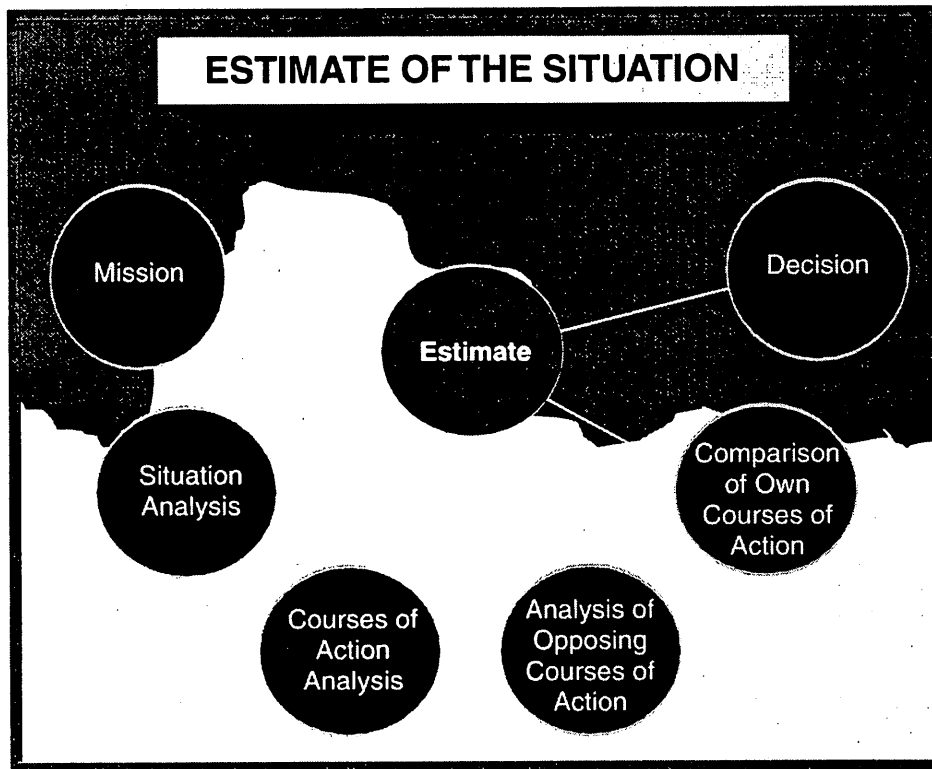 ESTIMATE OF THE SITUATION
Mission
Decision
Estimate
Situation
Analysis
Comparison
of Own
Courses of
Action
Courses of
Action
Analysis
Analysis of
Opposing
Courses of
Action